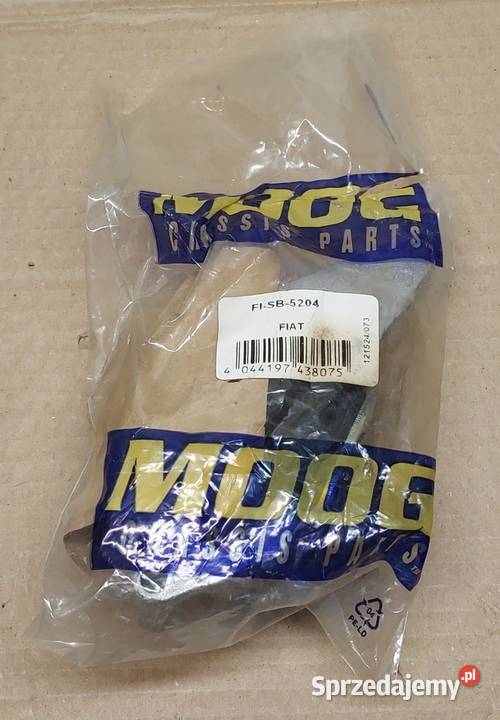 MOOG
CHASSIS PARTS
FI-SB-5204
FIAT
4 044197 438075
121524/073
MOOG
CHASSIS PARTS
04
PE-LD
Sprzedajemy.pl